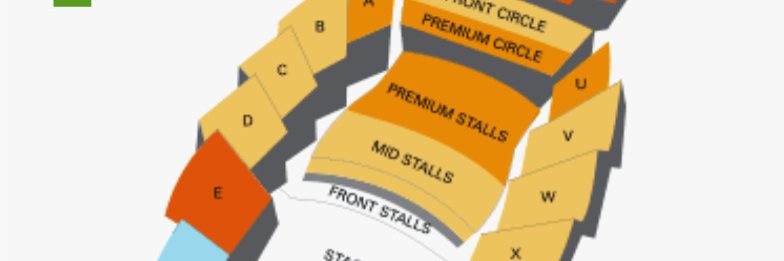 A
FRONT CIRCLE
B
PREMIUM CIRCLE
C
U
PREMIUM STALLS
D
V
MID STALLS
E
W
FRONT STALLS
X